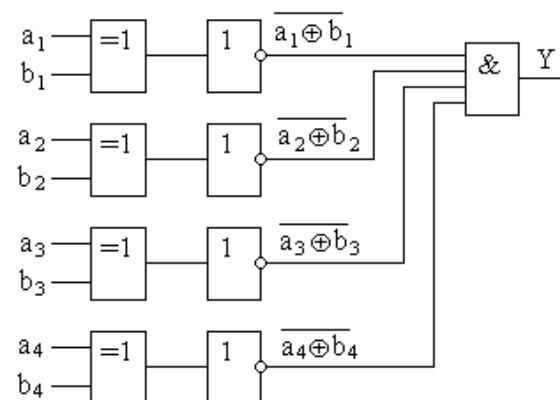 a₁ =1 1 a₁⊕b₁ & Y
b₁
a₂ =1 1 a₂⊕b₂
b₂
a₃ =1 1 a₃⊕b₃
b₃
a₄ =1 1 a₄⊕b₄
b₄